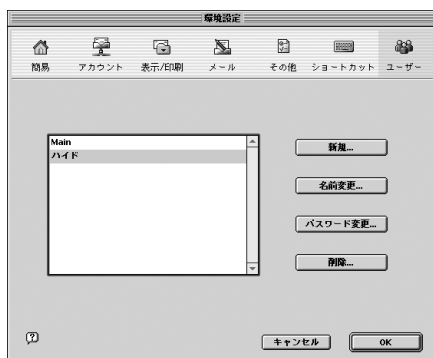 環境設定
簡易 アカウント 表示/印刷 メール その他 ショートカット ユーザー
Main
ハイド
新規...
名前変更...
パスワード変更...
削除...
?
キャンセル OK